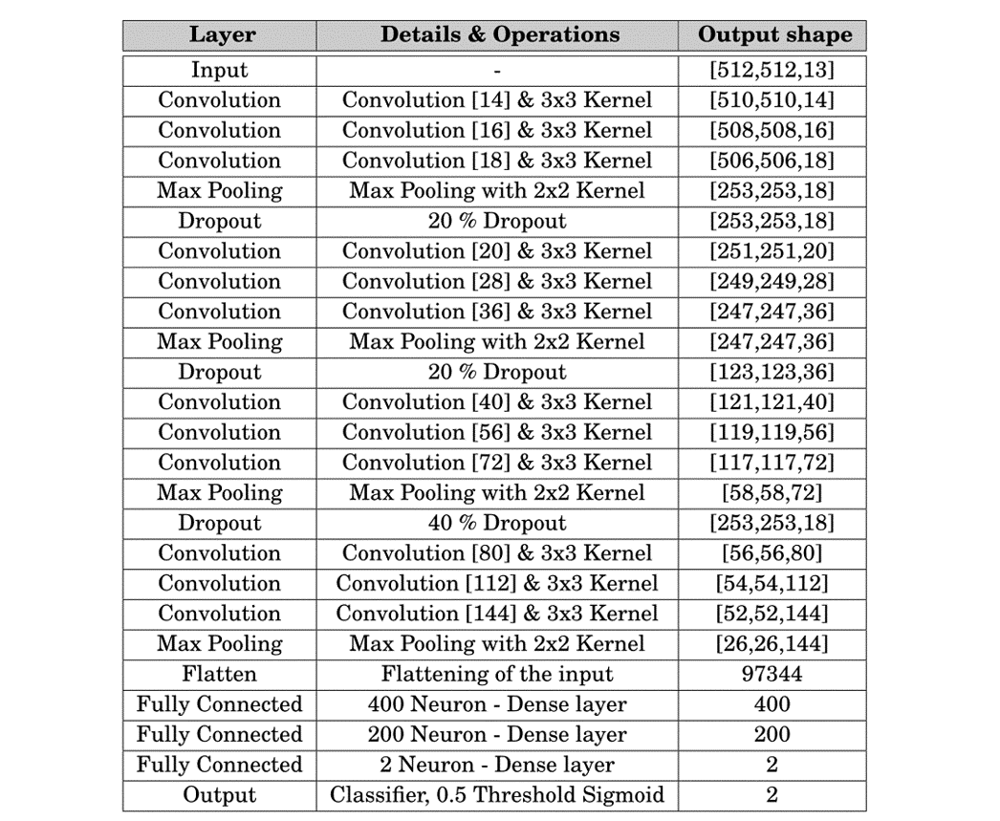 Layer Details & Operations Output shape
Input - [512,512,13]
Convolution Convolution [14] & 3x3 Kernel [510,510,14]
Convolution Convolution [16] & 3x3 Kernel [508,508,16]
Convolution Convolution [18] & 3x3 Kernel [506,506,18]
Max Pooling Max Pooling with 2x2 Kernel [253,253,18]
Dropout 20 % Dropout [253,253,18]
Convolution Convolution [20] & 3x3 Kernel [251,251,20]
Convolution Convolution [28] & 3x3 Kernel [249,249,28]
Convolution Convolution [36] & 3x3 Kernel [247,247,36]
Max Pooling Max Pooling with 2x2 Kernel [247,247,36]
Dropout 20 % Dropout [123,123,36]
Convolution Convolution [40] & 3x3 Kernel [121,121,40]
Convolution Convolution [56] & 3x3 Kernel [119,119,56]
Convolution Convolution [72] & 3x3 Kernel [117,117,72]
Max Pooling Max Pooling with 2x2 Kernel [58,58,72]
Dropout 40 % Dropout [253,253,18]
Convolution Convolution [80] & 3x3 Kernel [56,56,80]
Convolution Convolution [112] & 3x3 Kernel [54,54,112]
Convolution Convolution [144] & 3x3 Kernel [52,52,144]
Max Pooling Max Pooling with 2x2 Kernel [26,26,144]
Flatten Flattening of the input 97344
Fully Connected 400 Neuron - Dense layer 400
Fully Connected 200 Neuron - Dense layer 200
Fully Connected 2 Neuron - Dense layer 2
Output Classifier, 0.5 Threshold Sigmoid 2